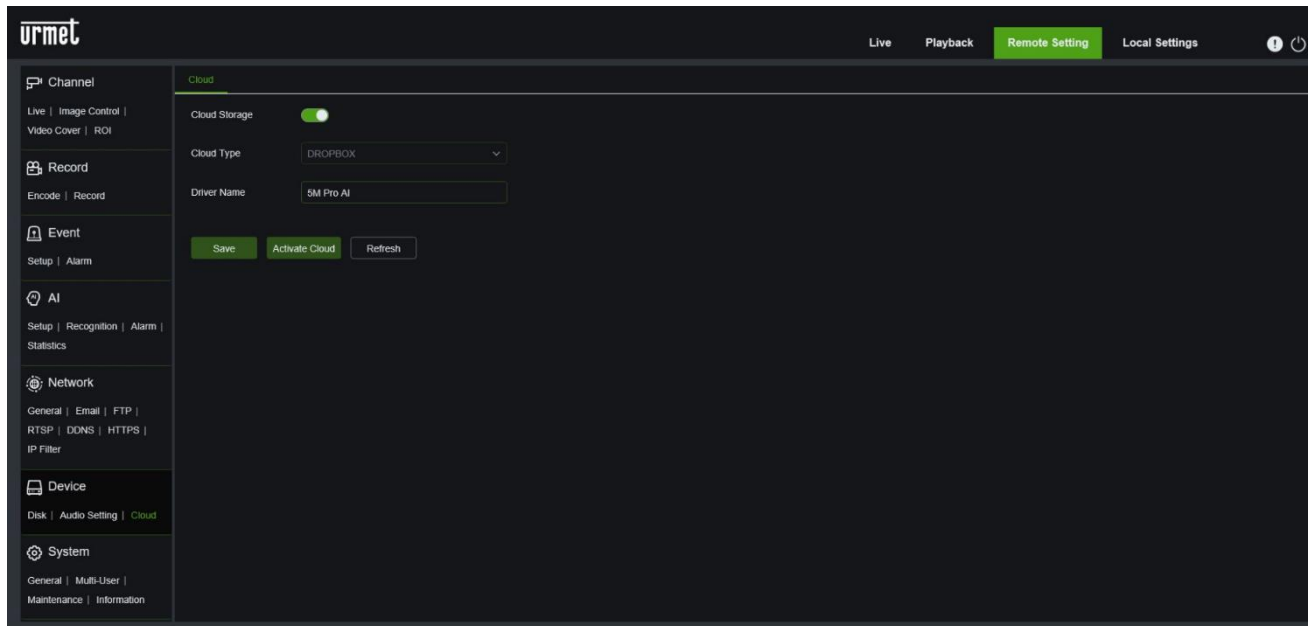 urmet
Live Playback Remote Setting Local Settings
Channel
Live | Image Control |
Video Cover | ROI
Record
Encode | Record
Event
Setup | Alarm
AI
Setup | Recognition | Alarm |
Statistics
Network
General | Email | FTP |
RTSP | DDNS | HTTPS |
IP Filter
Device
Disk | Audio Setting | Cloud
System
General | Multi-User |
Maintenance | Information
Cloud
Cloud Storage
Cloud Type DROPBOX
Driver Name 5M Pro AI
Save Activate Cloud Refresh